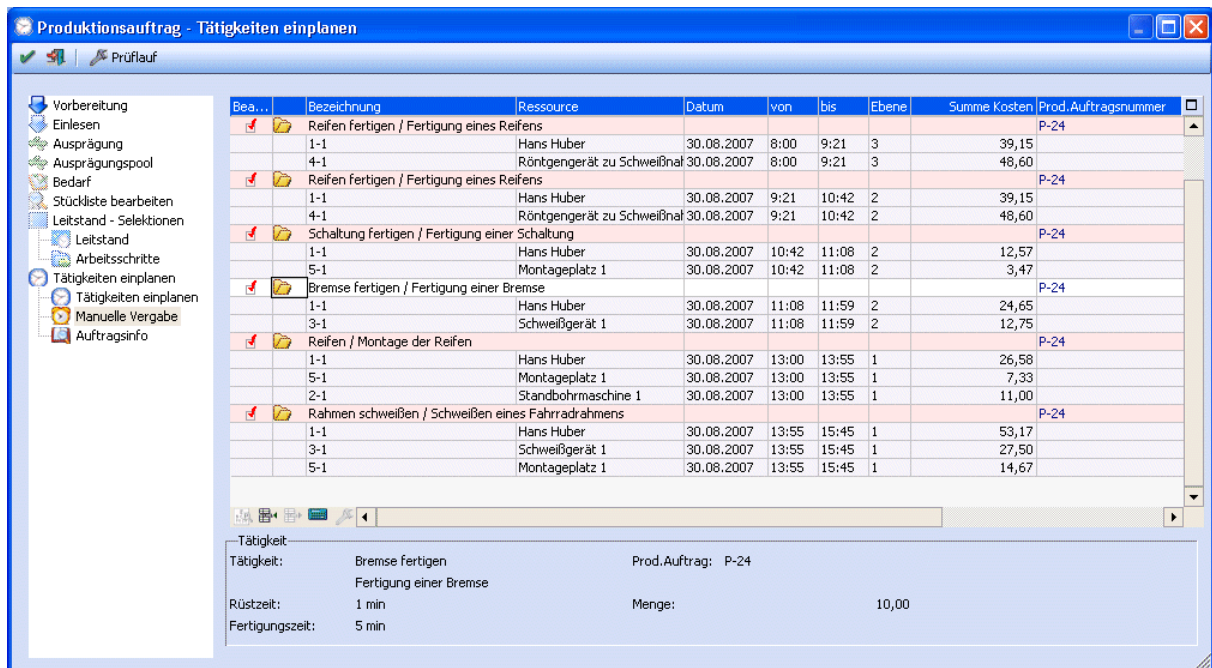 Produktionsauftrag - Tätigkeiten einplanen
Prüflauf
Vorbereitung
Einlesen
Ausprägung
Ausprägungspool
Bedarf
Stückliste bearbeiten
Leitstand - Selektionen
Leitstand
Arbeitsschritte
Tätigkeiten einplanen
Tätigkeiten einplanen
Manuelle Vergabe
Auftragsinfo
Bea... Bezeichnung Ressource Datum von bis Ebene Summe Kosten Prod.Auftragsnummer
Reifen fertigen / Fertigung eines Reifens P-24
1-1 Hans Huber 30.08.2007 8:00 9:21 3 39,15
4-1 Röntgengerät zu Schweißnah 30.08.2007 8:00 9:21 3 48,60
Reifen fertigen / Fertigung eines Reifens P-24
1-1 Hans Huber 30.08.2007 9:21 10:42 2 39,15
4-1 Röntgengerät zu Schweißnah 30.08.2007 9:21 10:42 2 48,60
Schaltung fertigen / Fertigung einer Schaltung P-24
1-1 Hans Huber 30.08.2007 10:42 11:08 2 12,57
5-1 Montageplatz 1 30.08.2007 10:42 11:08 2 3,47
Bremse fertigen / Fertigung einer Bremse P-24
1-1 Hans Huber 30.08.2007 11:08 11:59 2 24,65
3-1 Schweißgerät 1 30.08.2007 11:08 11:59 2 12,75
Reifen / Montage der Reifen P-24
1-1 Hans Huber 30.08.2007 13:00 13:55 1 26,58
5-1 Montageplatz 1 30.08.2007 13:00 13:55 1 7,33
2-1 Standbohrmaschine 1 30.08.2007 13:00 13:55 1 11,00
Rahmen schweißen / Schweißen eines Fahrradrahmens P-24
1-1 Hans Huber 30.08.2007 13:55 15:45 1 53,17
3-1 Schweißgerät 1 30.08.2007 13:55 15:45 1 27,50
5-1 Montageplatz 1 30.08.2007 13:55 15:45 1 14,67
Tätigkeit
Tätigkeit: Bremse fertigen Prod.Auftrag: P-24
Fertigung einer Bremse
Rüstzeit: 1 min Menge: 10,00
Fertigungszeit: 5 min